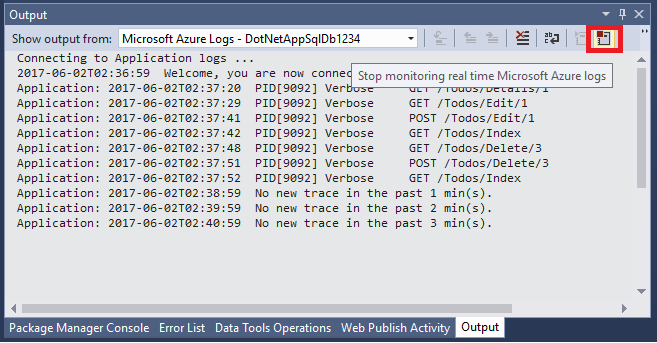 Output
Show output from: Microsoft Azure Logs - DotNetAppSqlDb1234
Connecting to Application logs ...
2017-06-02T02:36:59 Welcome, you are now connec
Stop monitoring real time Microsoft Azure logs
Application: 2017-06-02T02:37:20 PID[9092] Verbose GET /Todos/Details/1
Application: 2017-06-02T02:37:29 PID[9092] Verbose GET /Todos/Edit/1
Application: 2017-06-02T02:37:41 PID[9092] Verbose POST /Todos/Edit/1
Application: 2017-06-02T02:37:42 PID[9092] Verbose GET /Todos/Index
Application: 2017-06-02T02:37:48 PID[9092] Verbose GET /Todos/Delete/3
Application: 2017-06-02T02:37:51 PID[9092] Verbose POST /Todos/Delete/3
Application: 2017-06-02T02:37:52 PID[9092] Verbose GET /Todos/Index
Application: 2017-06-02T02:38:59 No new trace in the past 1 min(s).
Application: 2017-06-02T02:39:59 No new trace in the past 2 min(s).
Application: 2017-06-02T02:40:59 No new trace in the past 3 min(s).
Package Manager Console Error List Data Tools Operations Web Publish Activity Output